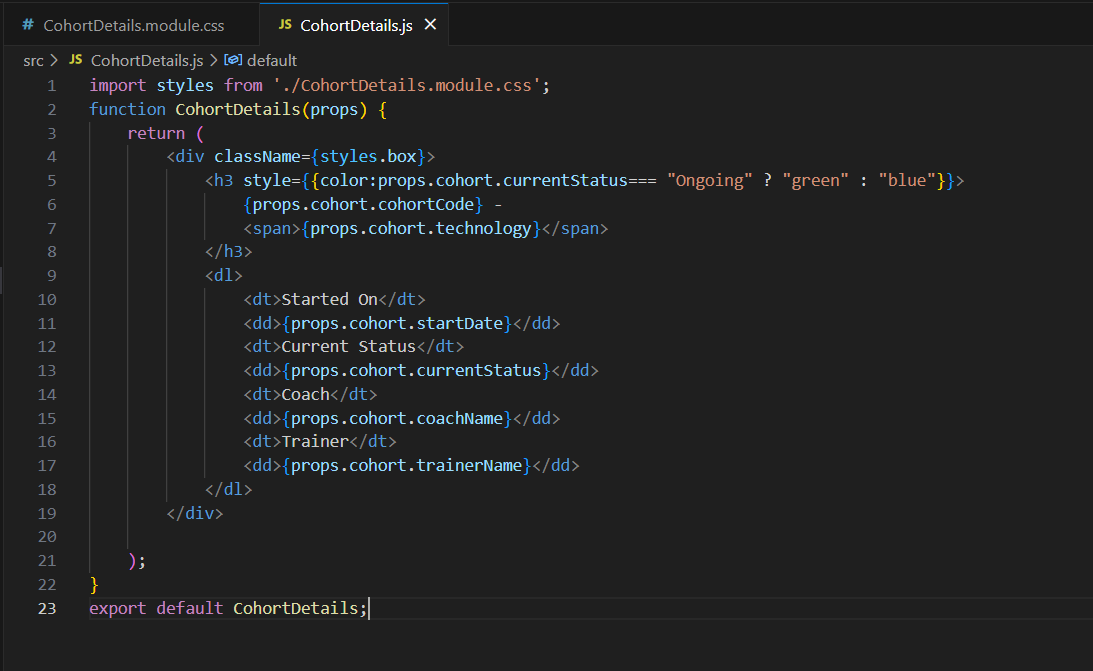 # CohortDetails.module.css JS CohortDetails.js ×
src > JS CohortDetails.js > default
1 import styles from './CohortDetails.module.css';
2 function CohortDetails(props) {
3     return (
4         <div className={styles.box}>
5             <h3 style={{color:props.cohort.currentStatus=== "Ongoing" ? "green" : "blue"}}>
6                 {props.cohort.cohortCode} -
7                 <span>{props.cohort.technology}</span>
8             </h3>
9             <dl>
10                 <dt>Started On</dt>
11                 <dd>{props.cohort.startDate}</dd>
12                 <dt>Current Status</dt>
13                 <dd>{props.cohort.currentStatus}</dd>
14                 <dt>Coach</dt>
15                 <dd>{props.cohort.coachName}</dd>
16                 <dt>Trainer</dt>
17                 <dd>{props.cohort.trainerName}</dd>
18             </dl>
19         </div>
20
21     );
22 }
23 export default CohortDetails;